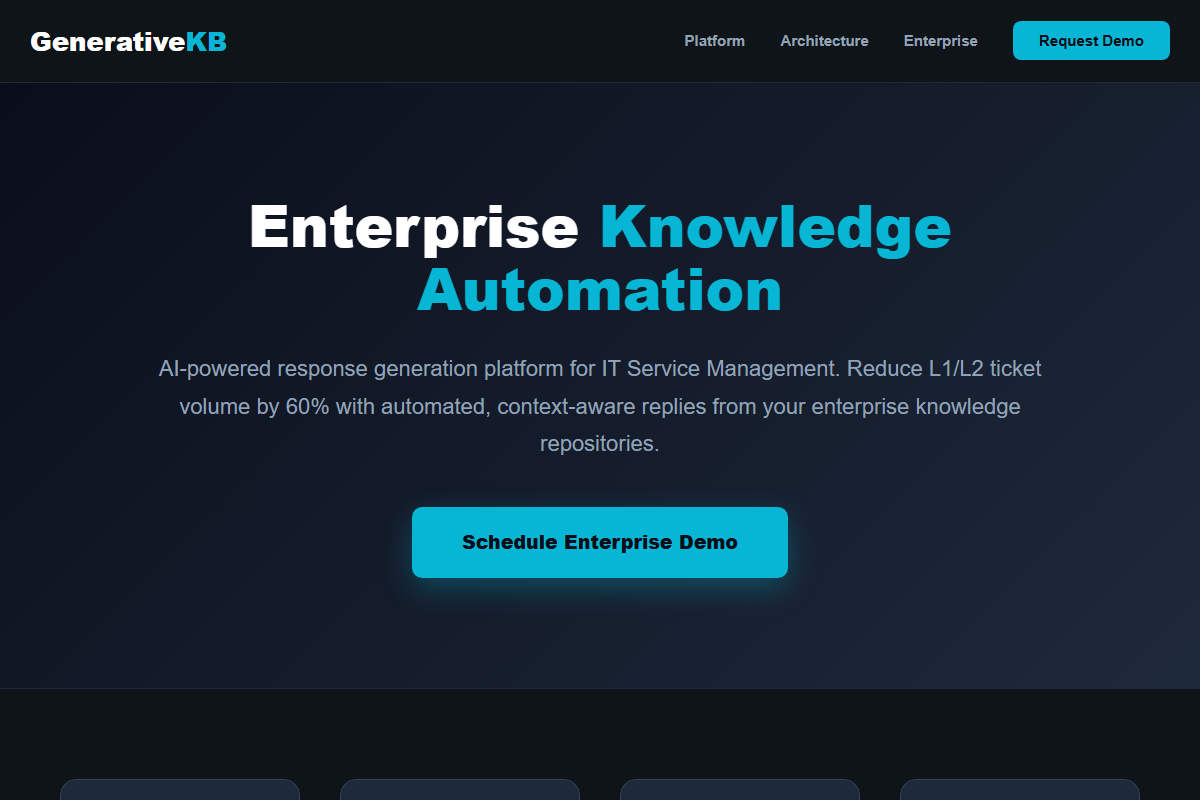 GenerativeKB
Platform
Architecture
Enterprise
Request Demo
Enterprise Knowledge
Automation
AI-powered response generation platform for IT Service Management. Reduce L1/L2 ticket
volume by 60% with automated, context-aware replies from your enterprise knowledge
repositories.
Schedule Enterprise Demo